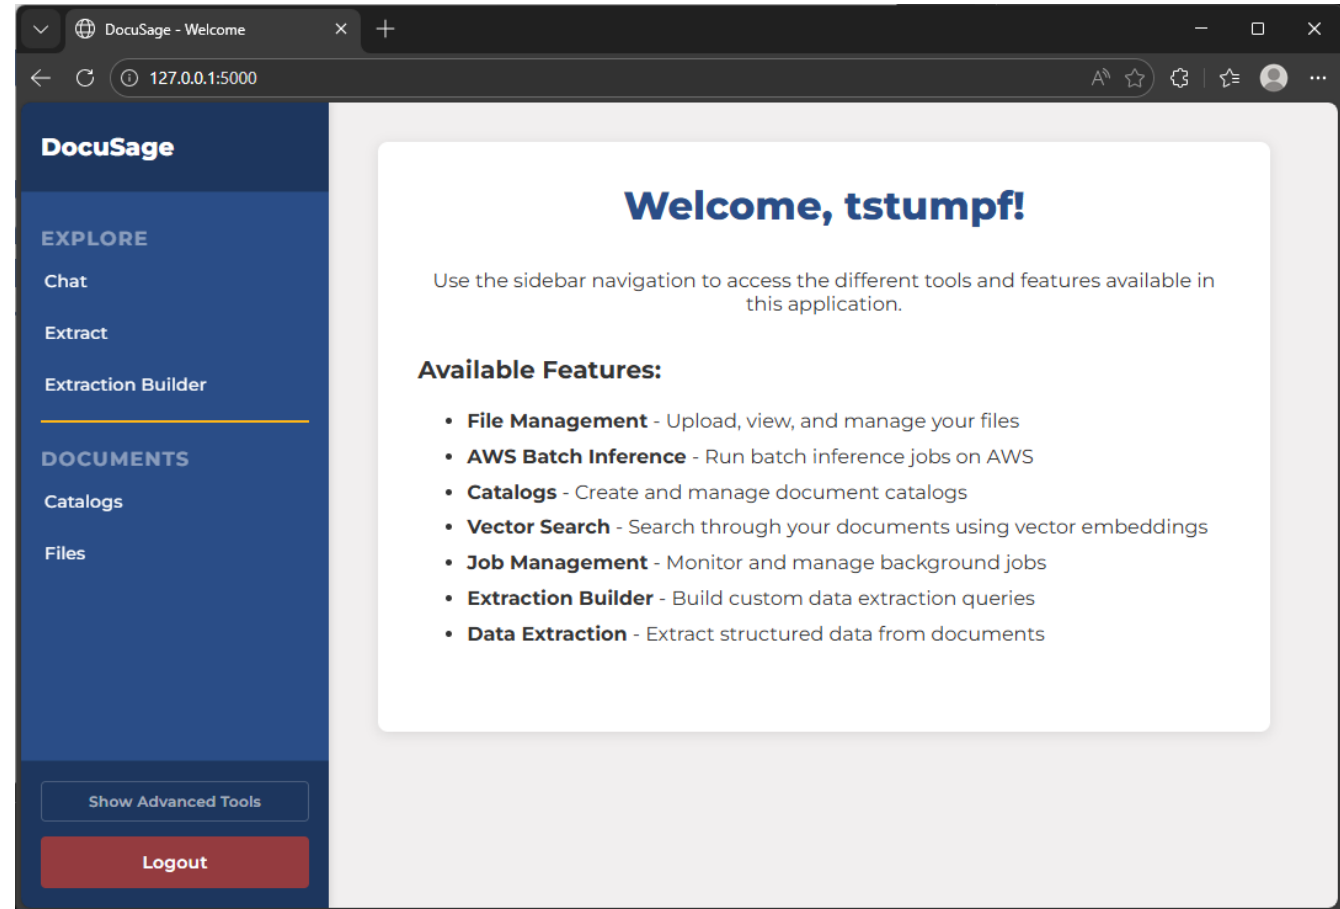 DocuSage - Welcome
127.0.0.1:5000
DocuSage
EXPLORE
Chat
Extract
Extraction Builder
DOCUMENTS
Catalogs
Files
Show Advanced Tools
Logout
Welcome, tstumpf!
Use the sidebar navigation to access the different tools and features available in
this application.
Available Features:
• File Management - Upload, view, and manage your files
• AWS Batch Inference - Run batch inference jobs on AWS
• Catalogs - Create and manage document catalogs
• Vector Search - Search through your documents using vector embeddings
• Job Management - Monitor and manage background jobs
• Extraction Builder - Build custom data extraction queries
• Data Extraction - Extract structured data from documents